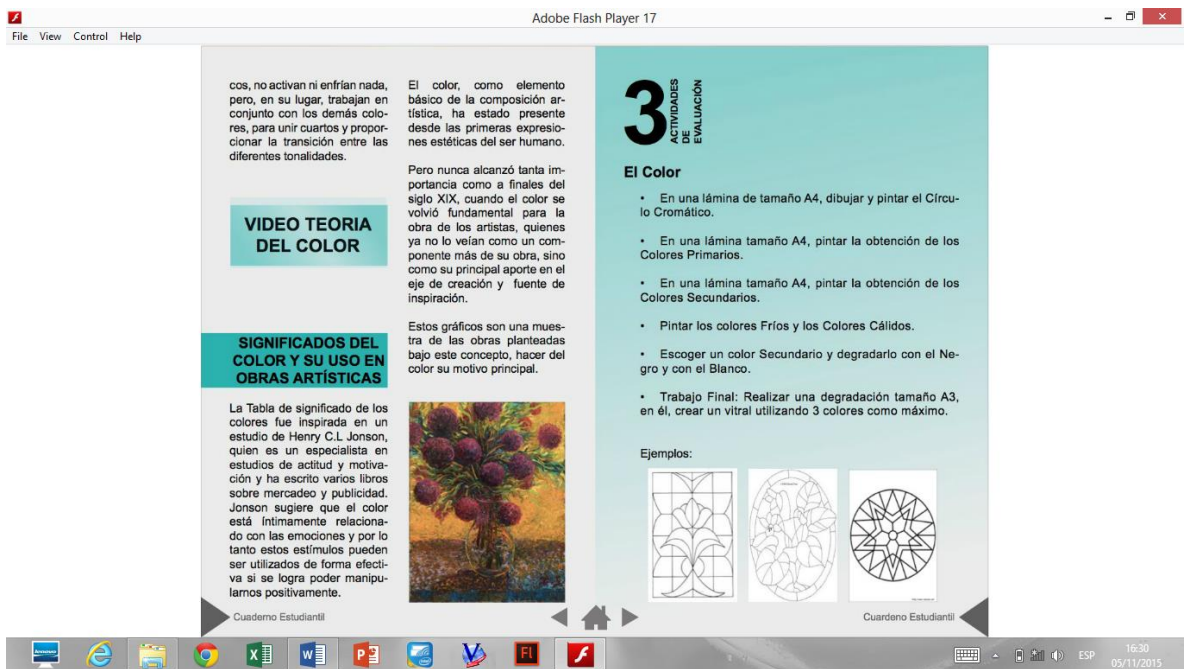 Adobe Flash Player 17
File View Control Help
cos, no activan ni enfrían nada,
pero, en su lugar, trabajan en
conjunto con los demás colo-
res, para unir cuartos y propor-
cionar la transición entre las
diferentes tonalidades.
VIDEO TEORIA
DEL COLOR
SIGNIFICADOS DEL
COLOR Y SU USO EN
OBRAS ARTÍSTICAS
La Tabla de significado de los
colores fue inspirada en un
estudio de Henry C.L Jonson,
quien es un especialista en
estudios de actitud y motiva-
ción y ha escrito varios libros
sobre mercadeo y publicidad.
Jonson sugiere que el color
está íntimamente relaciona-
do con las emociones y por lo
tanto estos estímulos pueden
ser utilizados de forma efecti-
va si se logra poder manipu-
larnos positivamente.
El color, como elemento
básico de la composición ar-
tística, ha estado presente
desde las primeras expresio-
nes estéticas del ser humano.
Pero nunca alcanzó tanta im-
portancia como a finales del
siglo XIX, cuando el color se
volvió fundamental para la
obra de los artistas, quienes
ya no lo veían como un com-
ponente más de su obra, sino
como su principal aporte en el
eje de creación y fuente de
inspiración.
Estos gráficos son una mues-
tra de las obras planteadas
bajo este concepto, hacer del
color su motivo principal.
Cuaderno Estudiantil
3
ACTIVIDADES
DE
EVALUACIÓN
El Color
• En una lámina de tamaño A4, dibujar y pintar el Círcu-
lo Cromático.
• En una lámina tamaño A4, pintar la obtención de los
Colores Primarios.
• En una lámina tamaño A4, pintar la obtención de los
Colores Secundarios.
• Pintar los colores Fríos y los Colores Cálidos.
• Escoger un color Secundario y degradarlo con el Ne-
gro y con el Blanco.
• Trabajo Final: Realizar una degradación tamaño A3,
en él, crear un vitral utilizando 3 colores como máximo.
Ejemplos:
Cuardeno Estudiantil
ESP
16:30
05/11/2015